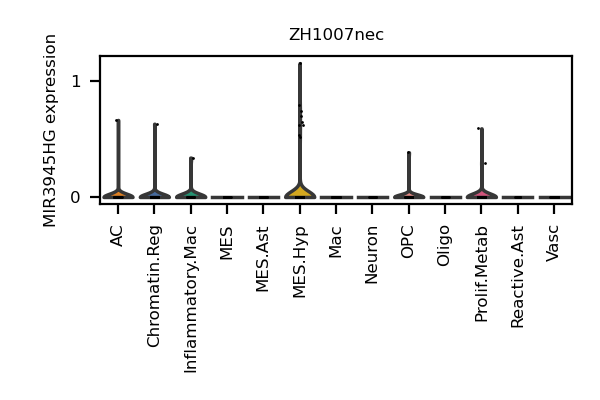 ZH1007nec
MIR3945HG expression
1
0
AC
Chromatin.Reg
Inflammatory.Mac
MES
MES.Ast
MES.Hyp
Mac
Neuron
OPC
Oligo
Prolif.Metab
Reactive.Ast
Vasc